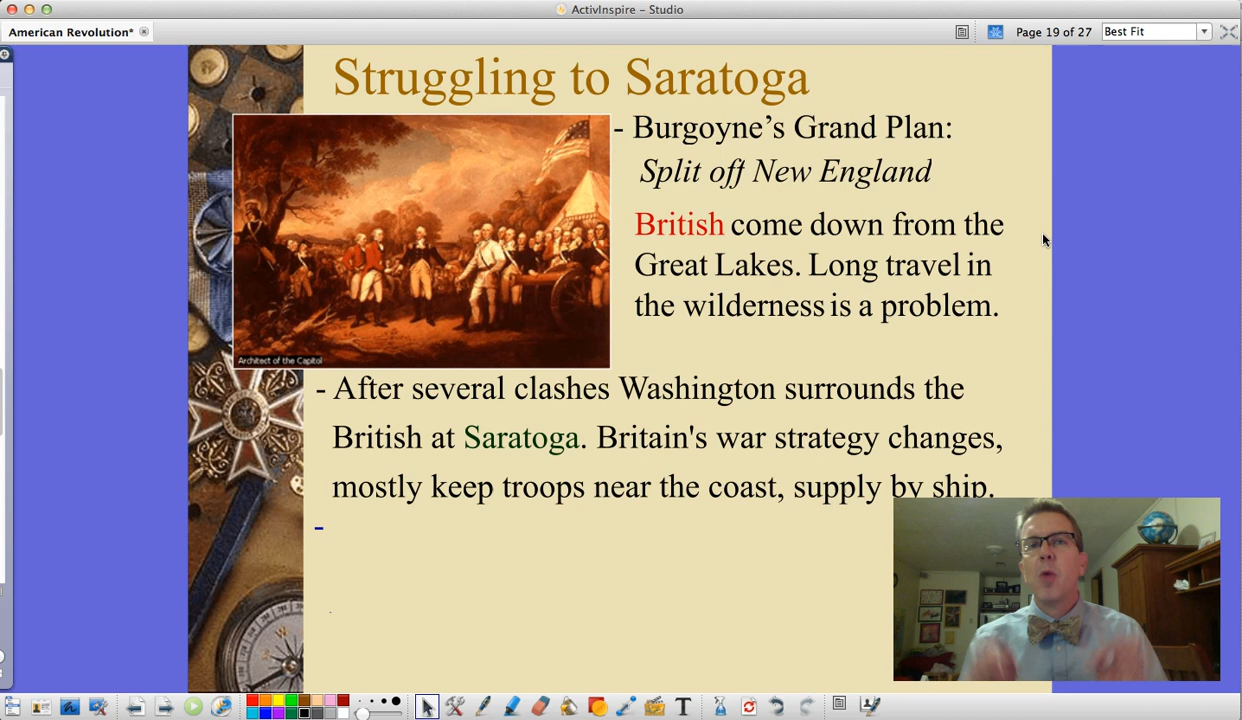 ActivInspire – Studio
American Revolution*
Page 19 of 27
Best Fit
Struggling to Saratoga
- Burgoyne’s Grand Plan:
Split off New England
British come down from the
Great Lakes. Long travel in
the wilderness is a problem.
Architect of the Capitol
- After several clashes Washington surrounds the
British at Saratoga. Britain's war strategy changes,
mostly keep troops near the coast, supply by ship.
-